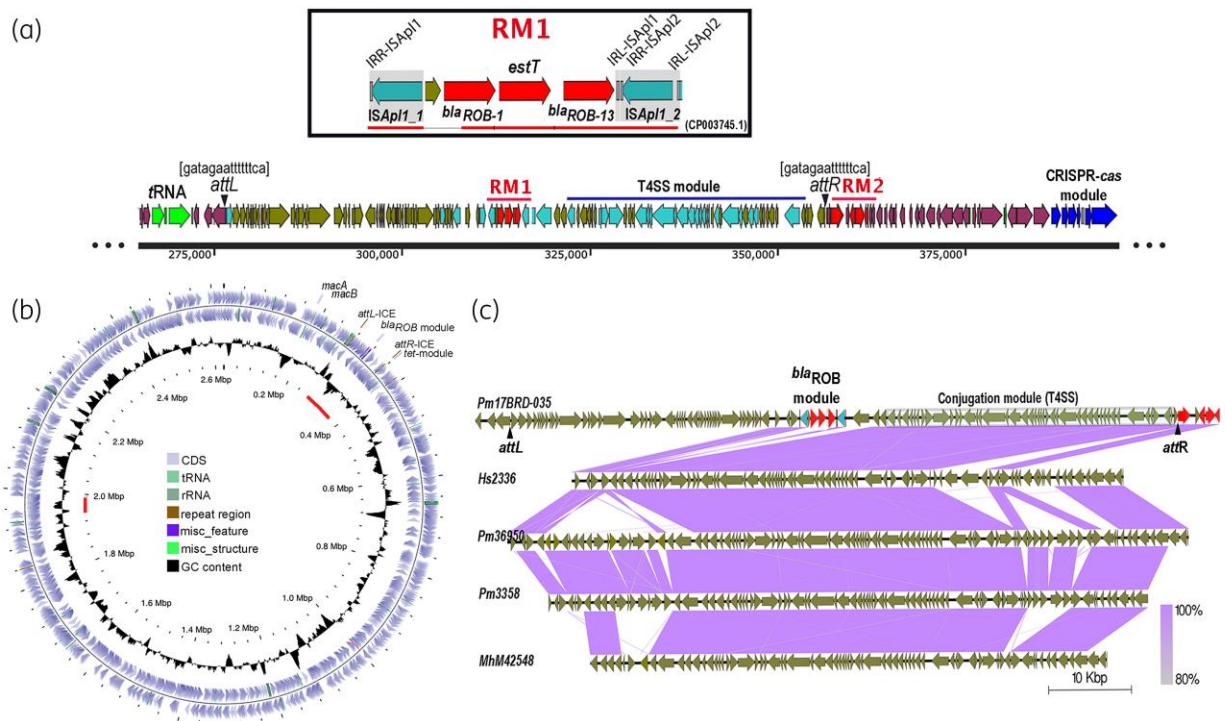 (a)
RM1
IRR-ISApl1
IRL-ISApl1
IRR-ISApl2
IRL-ISApl2
estT
ISApl1_1
blaROB-1
blaROB-13
ISApl1_2
(CP003745.1)
[gatagaattttttca]
[gatagaattttttca]
tRNA
attL
RM1
T4SS module
attR
RM2
CRISPR-cas
module
275,000
300,000
325,000
350,000
375,000
(b)
macA
macB
attL-ICE
blaROB module
attR-ICE
tet-module
2.6 Mbp
0.2 Mbp
0.4 Mbp
0.6 Mbp
0.8 Mbp
1.0 Mbp
1.2 Mbp
1.4 Mbp
1.6 Mbp
1.8 Mbp
2.0 Mbp
2.2 Mbp
2.4 Mbp
CDS
tRNA
rRNA
repeat region
misc_feature
misc_structure
GC content
(c)
blaROB
module
Pm17BRD-035
Conjugation module (T4SS)
attL
attR
Hs2336
Pm36950
Pm3358
MhM42548
100%
80%
10 Kbp